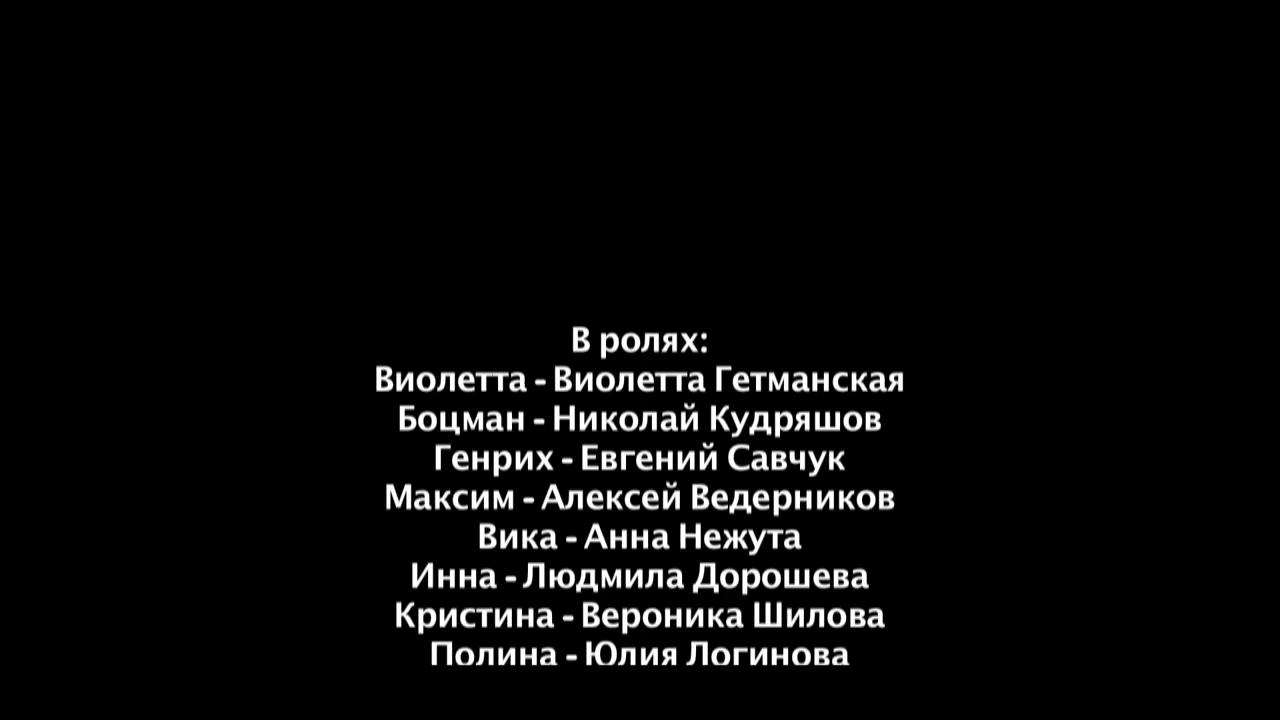 В ролях:
Виолетта - Виолетта Гетманская
Боцман - Николай Кудряшов
Генрих - Евгений Савчук
Максим - Алексей Ведерников
Вика - Анна Нежута
Инна - Людмила Дорошева
Кристина - Вероника Шилова
Полина - Юлия Логинова